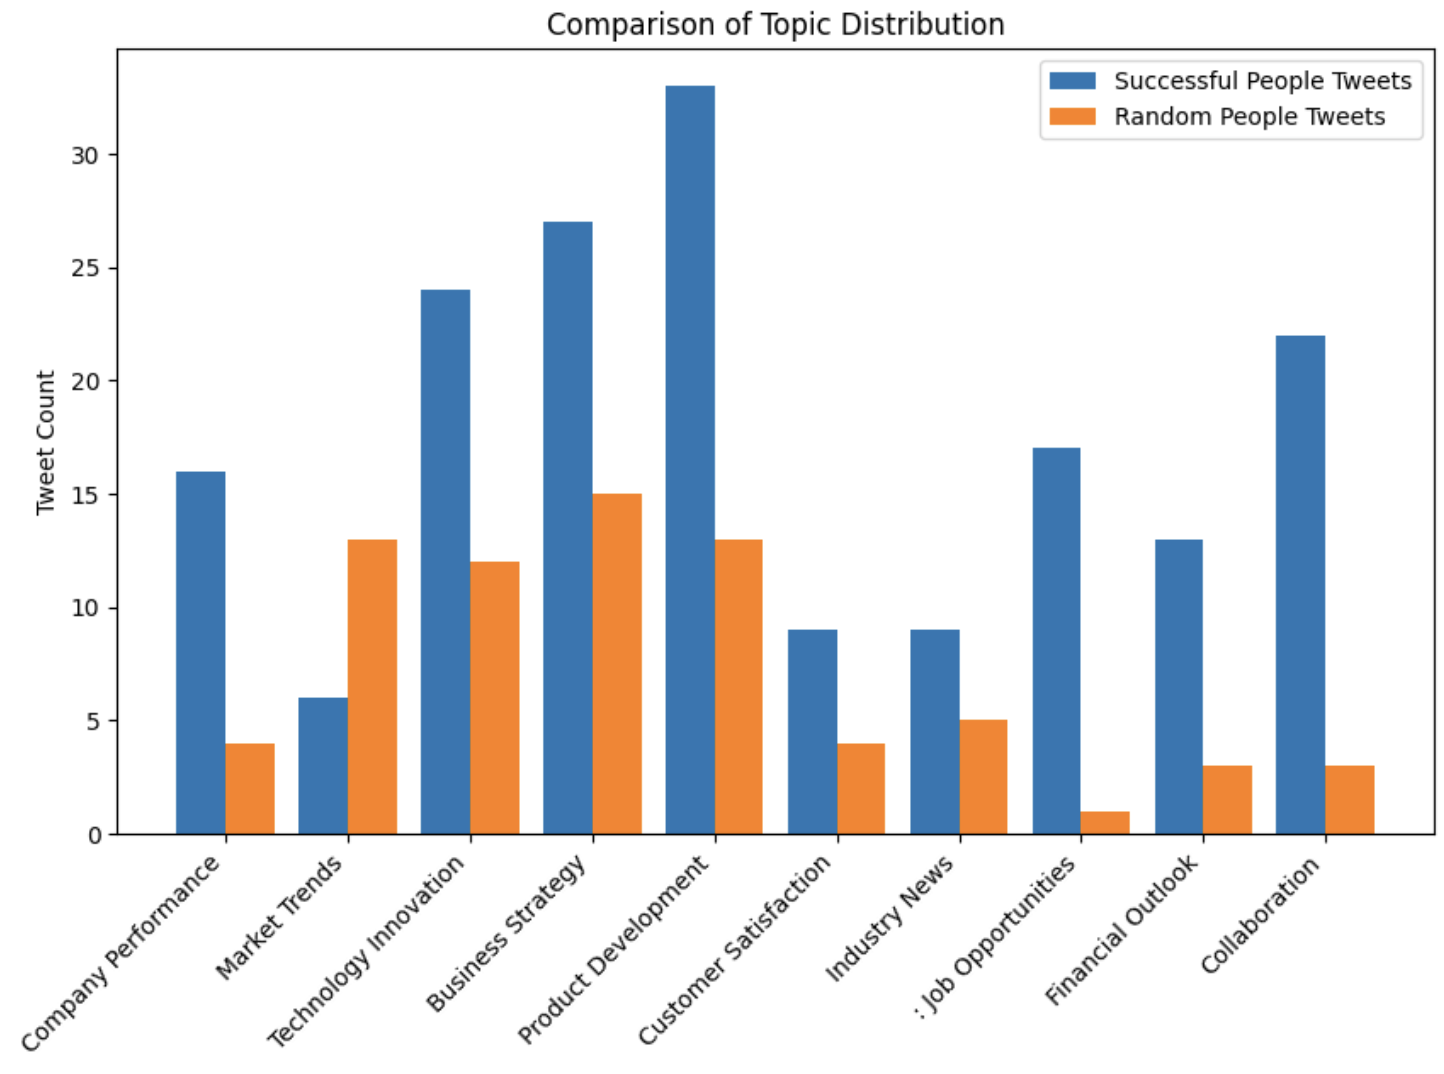 Comparison of Topic Distribution
Successful People Tweets
Random People Tweets
Tweet Count
30
25
20
15
10
5
0
Company Performance
Market Trends
Technology Innovation
Business Strategy
Product Development
Customer Satisfaction
Industry News
: Job Opportunities
Financial Outlook
Collaboration